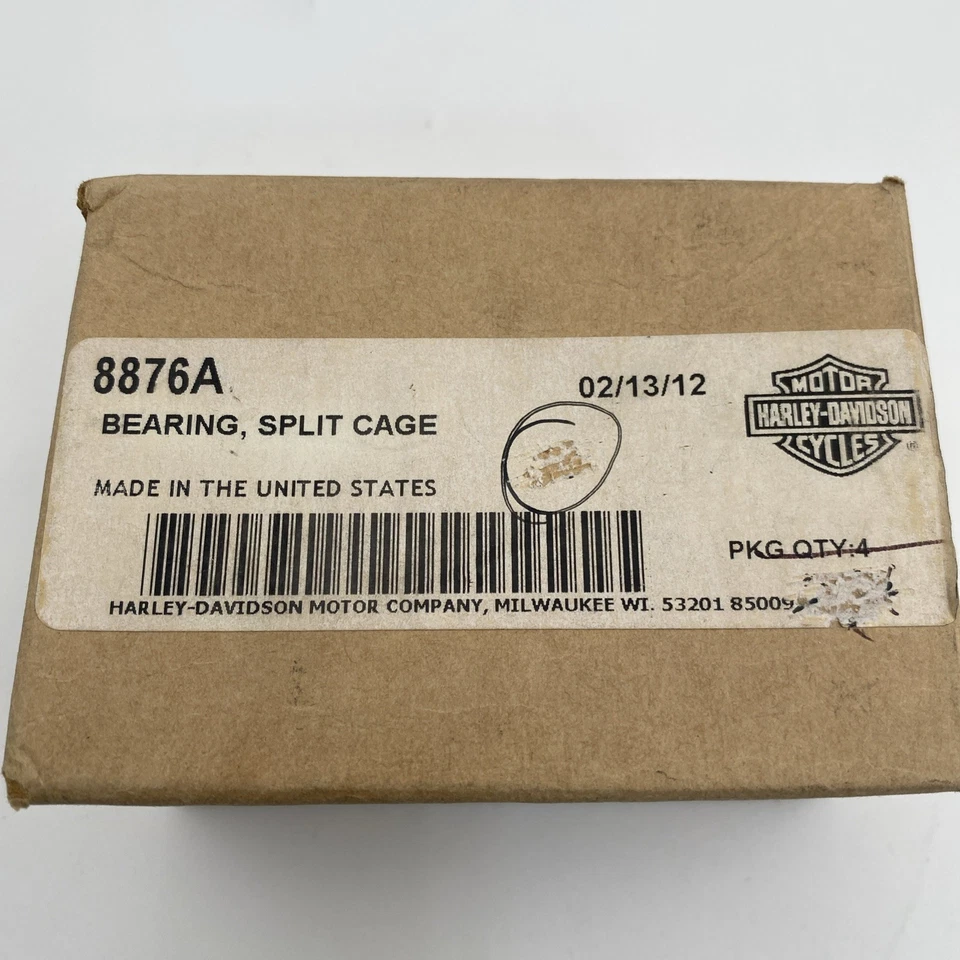 8876A
02/13/12
BEARING, SPLIT CAGE
MOTOR
HARLEY-DAVIDSON
CYCLES
MADE IN THE UNITED STATES
PKG QTY:4
HARLEY-DAVIDSON MOTOR COMPANY, MILWAUKEE WI. 53201 85009